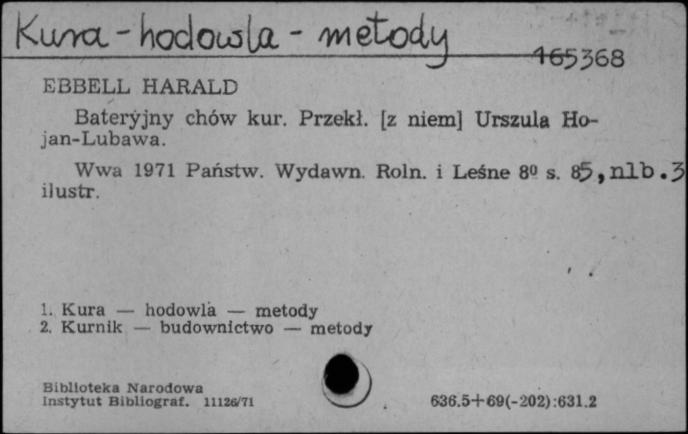 Kura - hodowla - metody
165368
EBBELL HARALD
Bateryjny chów kur. Przekł. [z niem] Urszula Ho-
jan-Lubawa.
Wwa 1971 Państw. Wydawn. Roln. i Leśne 8⁰ s. 85, nlb. 3
ilustr.
1. Kura — hodowla — metody
2. Kurnik — budownictwo — metody
Biblioteka Narodowa
Instytut Bibliograf. 11126/71
636.5+69(-202):631.2